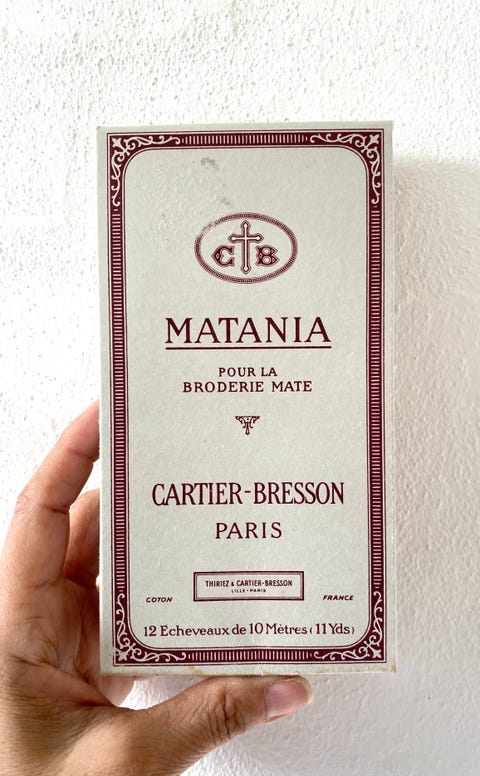 C B
MATANIA
POUR LA
BRODERIE MATE
CARTIER-BRESSON
PARIS
THIRIEZ & CARTIER-BRESSON
LILLE - PARIS
COTON FRANCE
12 Echeveaux de 10 Mètres (11 Yds)